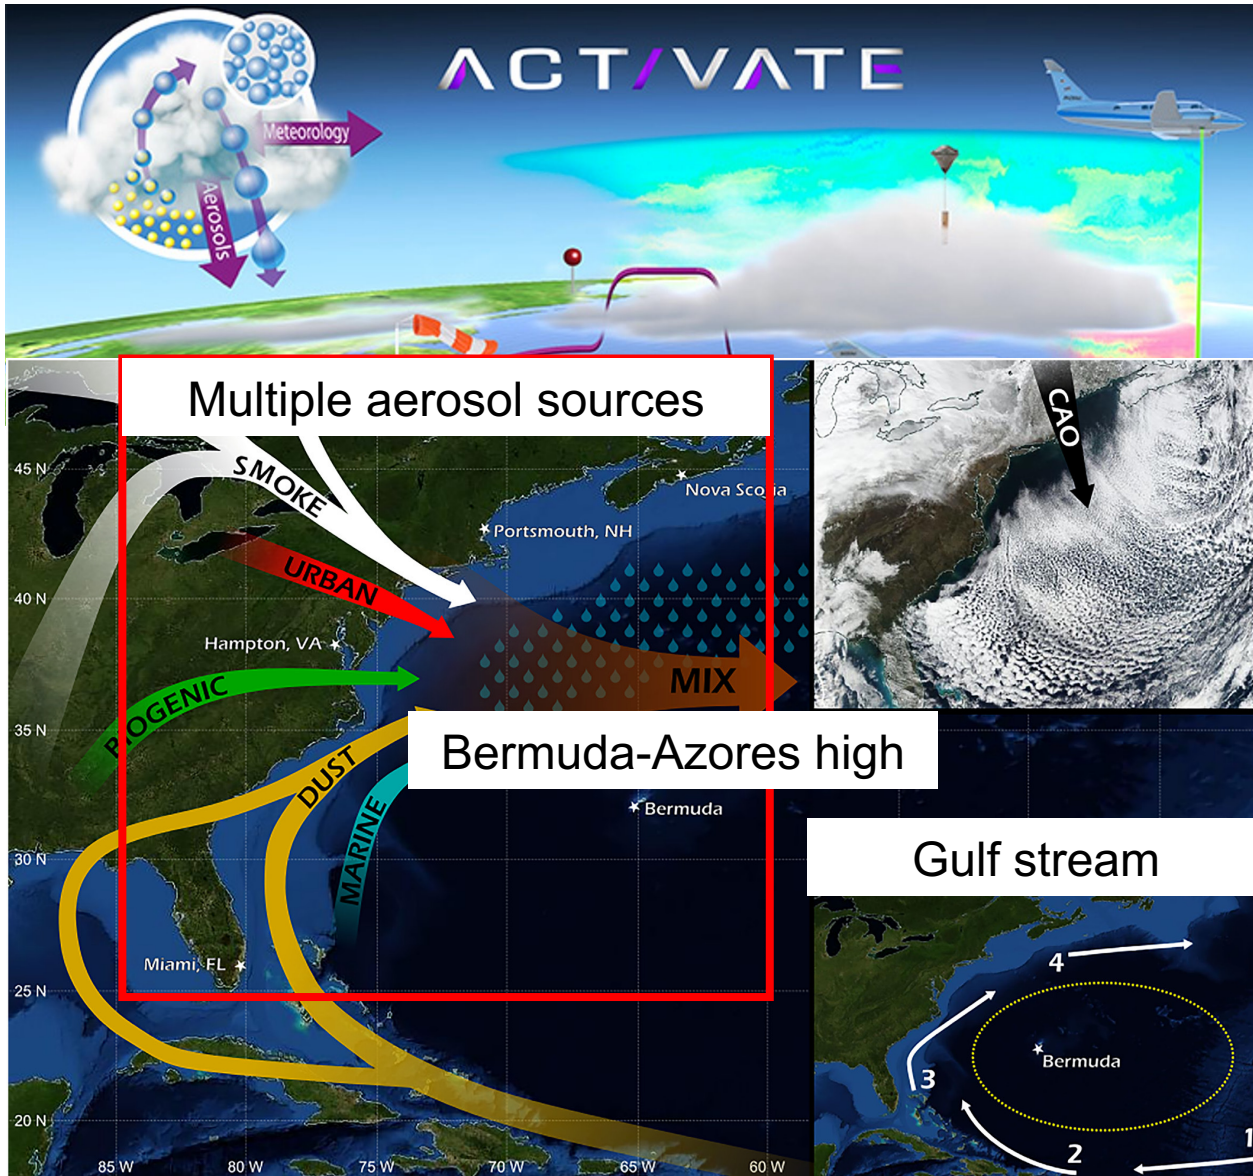 ACTIVATE
Meteorology
Aerosols
Multiple aerosol sources
CAO
45 N
SMOKE
Nova Scotia
Portsmouth, NH
URBAN
40 N
Hampton, VA
BIOGENIC
MIX
35 N
Bermuda-Azores high
DUST
Bermuda
MARINE
30 N
Gulf stream
Miami, FL
25 N
4
Bermuda
3
20 N
2
1
85 W
80 W
75 W
70 W
65 W
60 W